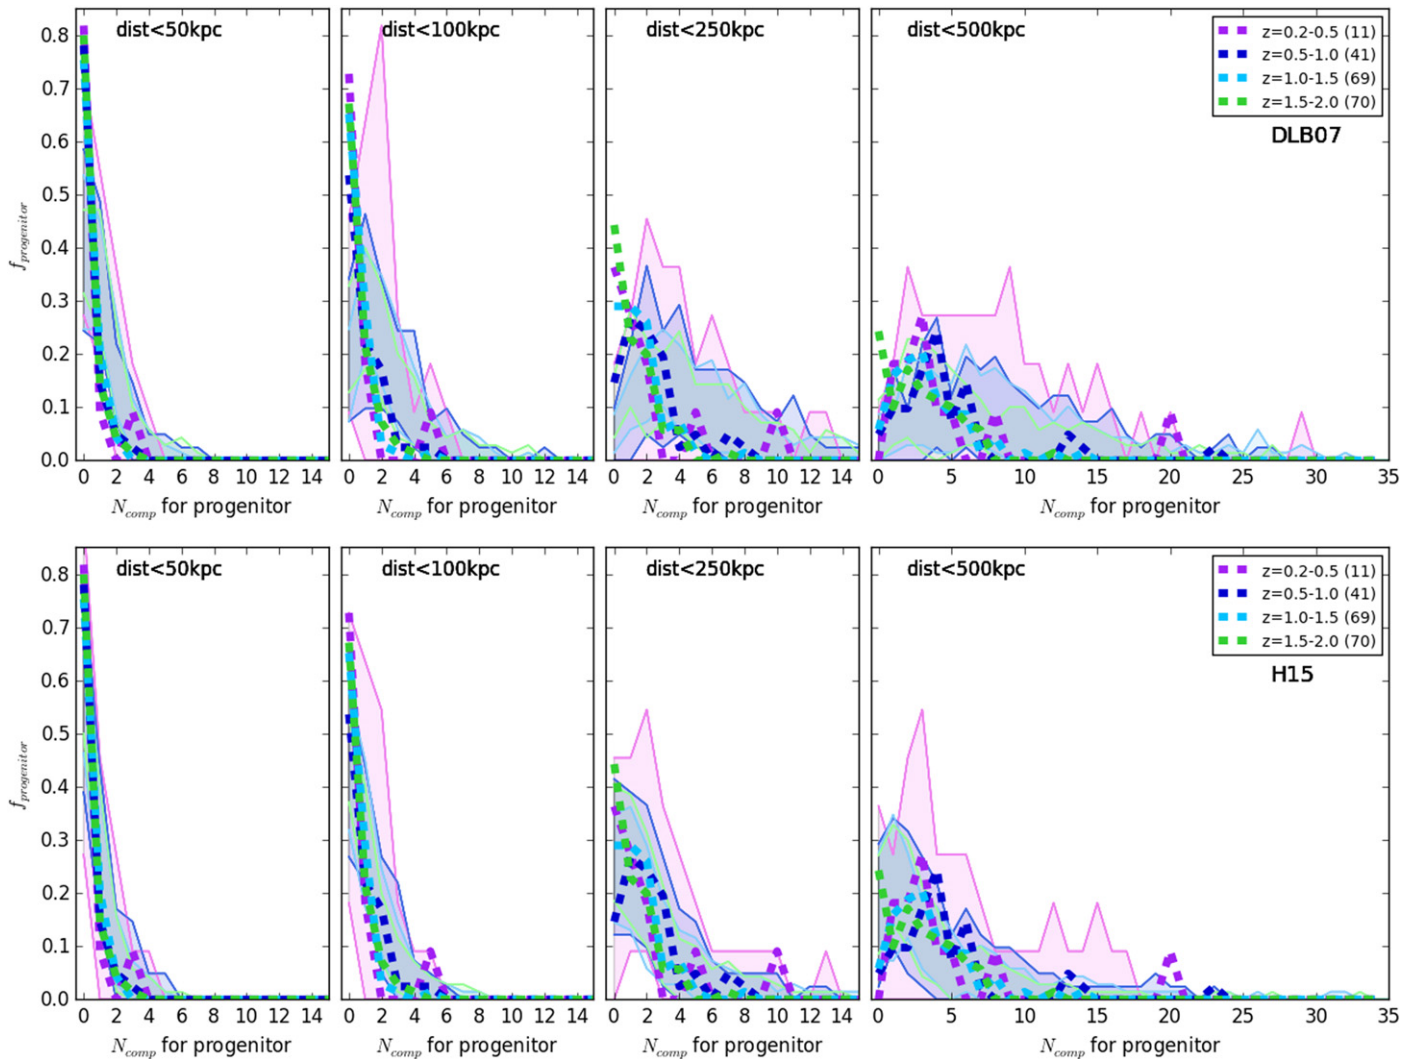 dist<50kpc
dist<100kpc
dist<250kpc
dist<500kpc
z=0.2-0.5 (11)
z=0.5-1.0 (41)
z=1.0-1.5 (69)
z=1.5-2.0 (70)
DLB07
0.8
0.7
0.6
0.5
0.4
0.3
0.2
0.1
0.0
f_progenitor
0 2 4 6 8 10 12 14
0 2 4 6 8 10 12 14
0 2 4 6 8 10 12 14
0 5 10 15 20 25 30 35
N_comp for progenitor
N_comp for progenitor
N_comp for progenitor
N_comp for progenitor
dist<50kpc
dist<100kpc
dist<250kpc
dist<500kpc
z=0.2-0.5 (11)
z=0.5-1.0 (41)
z=1.0-1.5 (69)
z=1.5-2.0 (70)
H15
0.8
0.7
0.6
0.5
0.4
0.3
0.2
0.1
0.0
f_progenitor
0 2 4 6 8 10 12 14
0 2 4 6 8 10 12 14
0 2 4 6 8 10 12 14
0 5 10 15 20 25 30 35
N_comp for progenitor
N_comp for progenitor
N_comp for progenitor
N_comp for progenitor